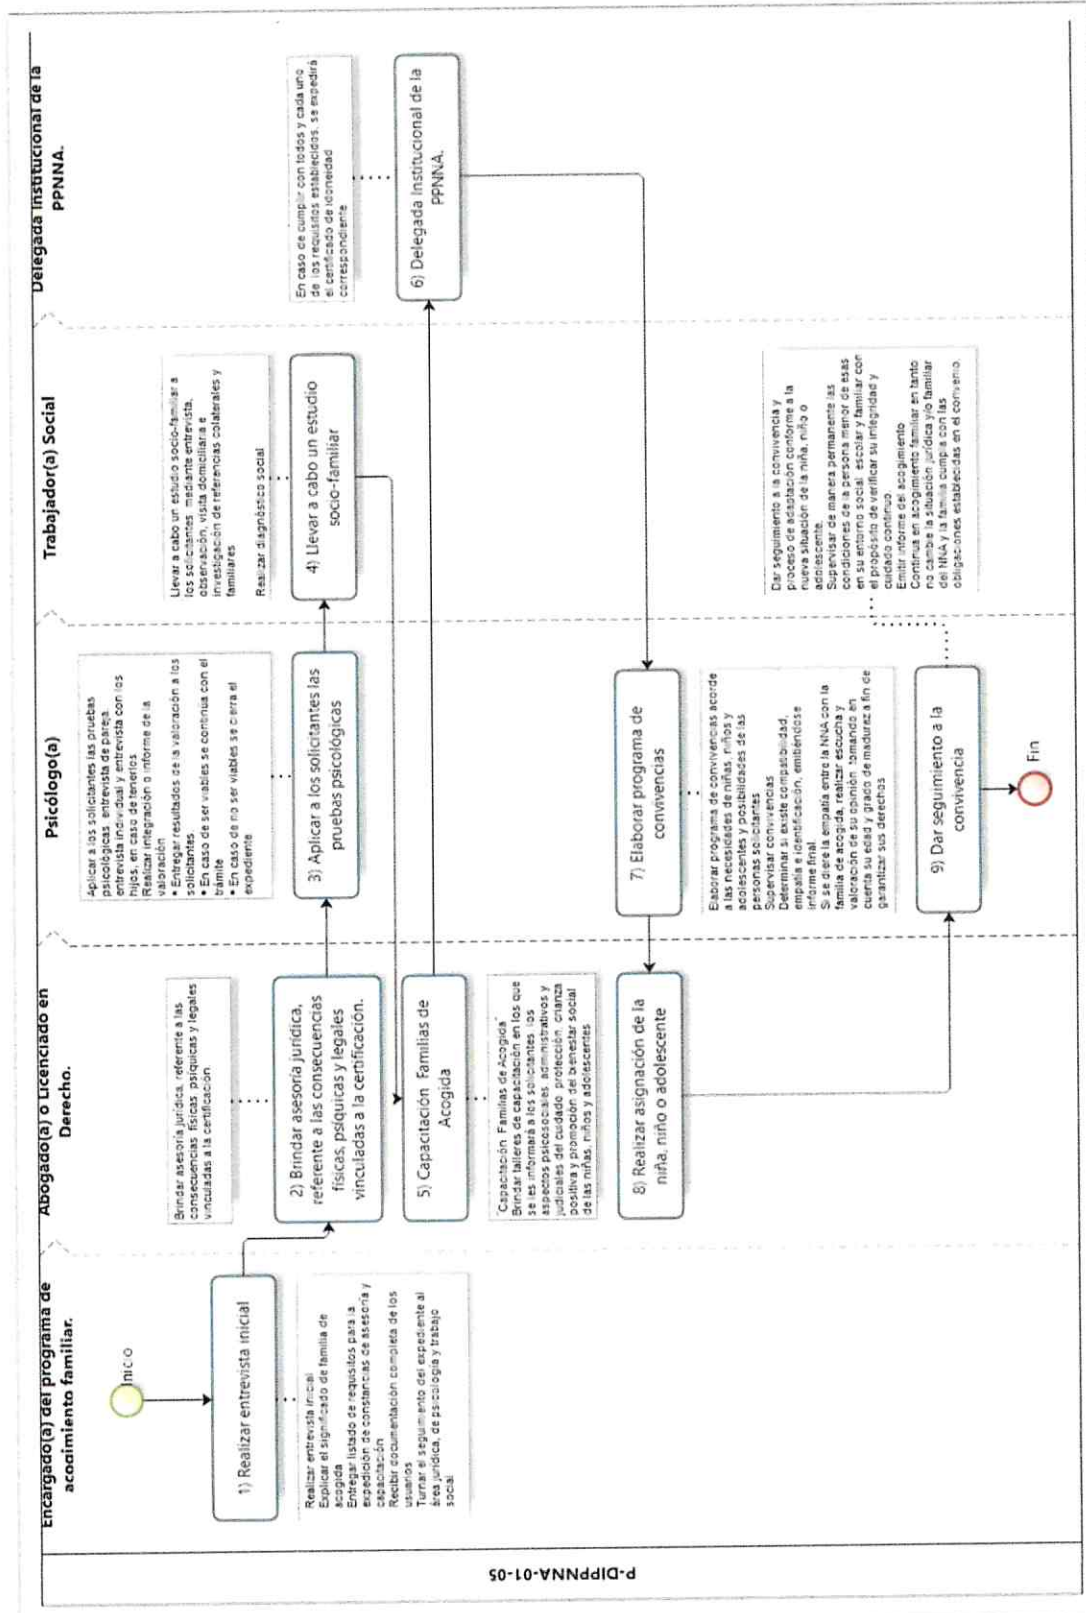 P-DIPPNNA-01-05
Encargado(a) del programa de
acogimiento familiar.
Inicio
1) Realizar entrevista inicial
Realizar entrevista inicial
Explicar el significado de familia de
acogida
Entregar listado de requisitos para la
expedición de constancias de asesoría y
capacitación
Recibir documentación completa de los
usuarios
Turnar el seguimiento del expediente al
área jurídica, de psicología y trabajo
social
Abogado(a) o Licenciado en
Derecho.
Brindar asesoría jurídica, referente a las
consecuencias físicas, psíquicas y legales
vinculadas a la certificación.
2) Brindar asesoría jurídica,
referente a las consecuencias
físicas, psíquicas y legales
vinculadas a la certificación.
5) Capacitación Familias de
Acogida
"Capacitación Familias de Acogida"
Brindar talleres de capacitación en los que
se les informará a los solicitantes los
aspectos psicosociales, administrativos y
judiciales del cuidado, protección, crianza
positiva y promoción del bienestar social
de las niñas, niños y adolescentes
8) Realizar asignación de la
niña, niño o adolescente
Psicólogo(a)
Aplicar a los solicitantes las pruebas
psicológicas, entrevista de pareja,
entrevista individual y entrevista con los
hijos, en caso de tenerlos
Realizar integración o informe de la
valoración
• Entregar resultados de la valoración a los
solicitantes.
• En caso de ser viables se continua con el
trámite
• En caso de no ser viables se cierra el
expediente
3) Aplicar a los solicitantes las
pruebas psicológicas
7) Elaborar programa de
convivencias
Elaborar programa de convivencias acorde
a las necesidades de niñas, niños y
adolescentes y posibilidades de las
personas solicitantes
Supervisar convivencias
Determinar si existe compatibilidad,
empatía e identificación, emitiéndose
informe final.
Si se diere la empatía entre la NNA con la
familia de acogida, realizar escucha y
valoración de su opinión tomando en
cuenta su edad y grado de madurez a fin de
garantizar sus derechos
9) Dar seguimiento a la
convivencia
Fin
Trabajador(a) Social
Llevar a cabo un estudio socio-familiar a
los solicitantes mediante entrevista,
observación, visita domiciliaria e
investigación de referencias colaterales y
familiares
Realizar diagnóstico social
4) Llevar a cabo un estudio
socio-familiar
Dar seguimiento a la convivencia y
proceso de adaptación conforme a la
nueva situación de la niña, niño o
adolescente.
Supervisar de manera permanente las
condiciones de la persona menor de esas
en su entorno social, escolar y familiar con
el propósito de verificar su integridad y
cuidado continuo.
Emitir informe del acogimiento
Continua en acogimiento familiar en tanto
no cambie la situación jurídica y/o familiar
del NNA y la familia cumpla con las
obligaciones establecidas en el convenio.
Delegada Institucional de la
PPNNA.
En caso de cumplir con todos y cada uno
de los requisitos establecidos, se expedirá
el certificado de idoneidad
correspondiente
6) Delegada Institucional de la
PPNNA.